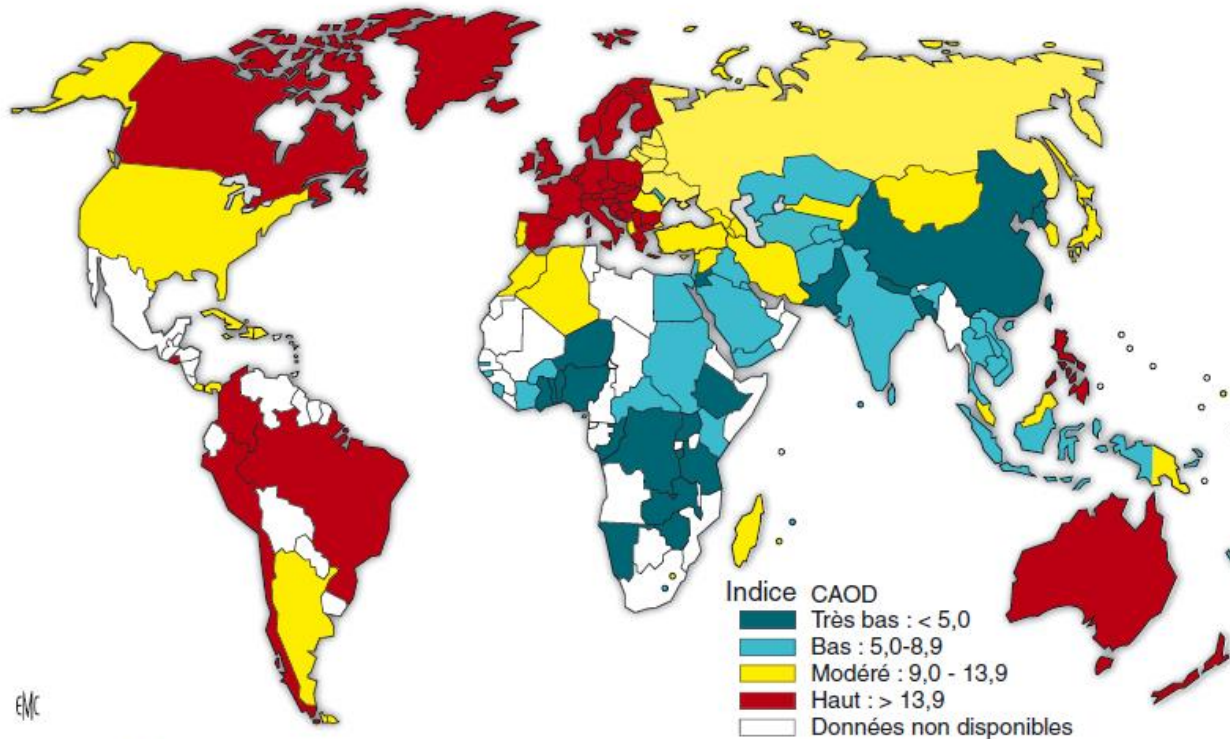 Indice CAOD
Très bas : < 5,0
Bas : 5,0-8,9
Modéré : 9,0 - 13,9
Haut : > 13,9
Données non disponibles
EMC